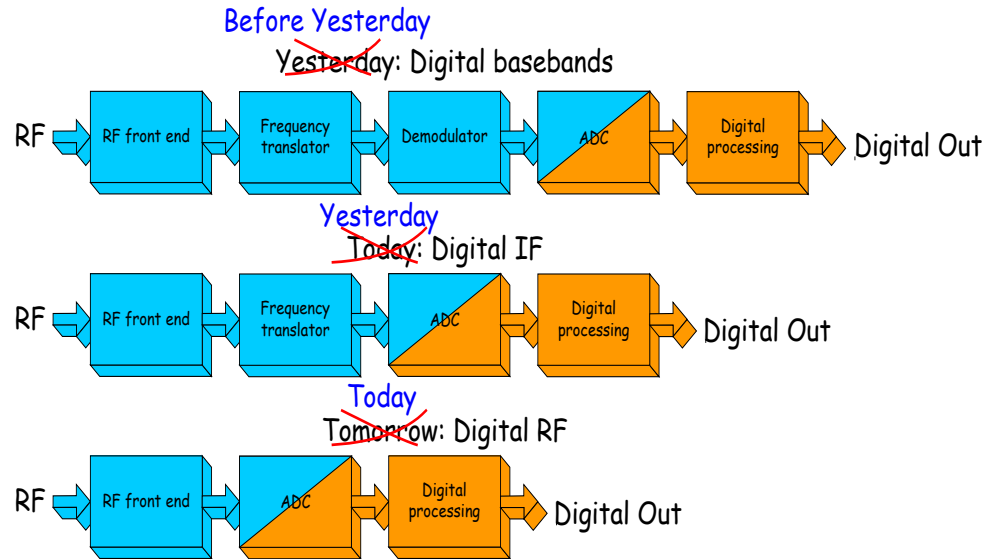 Before Yesterday
Yesterday: Digital basebands
RF
RF front end
Frequency
translator
Demodulator
ADC
Digital
processing
Digital Out
Yesterday
Today: Digital IF
RF
RF front end
Frequency
translator
ADC
Digital
processing
Digital Out
Today
Tomorrow: Digital RF
RF
RF front end
ADC
Digital
processing
Digital Out